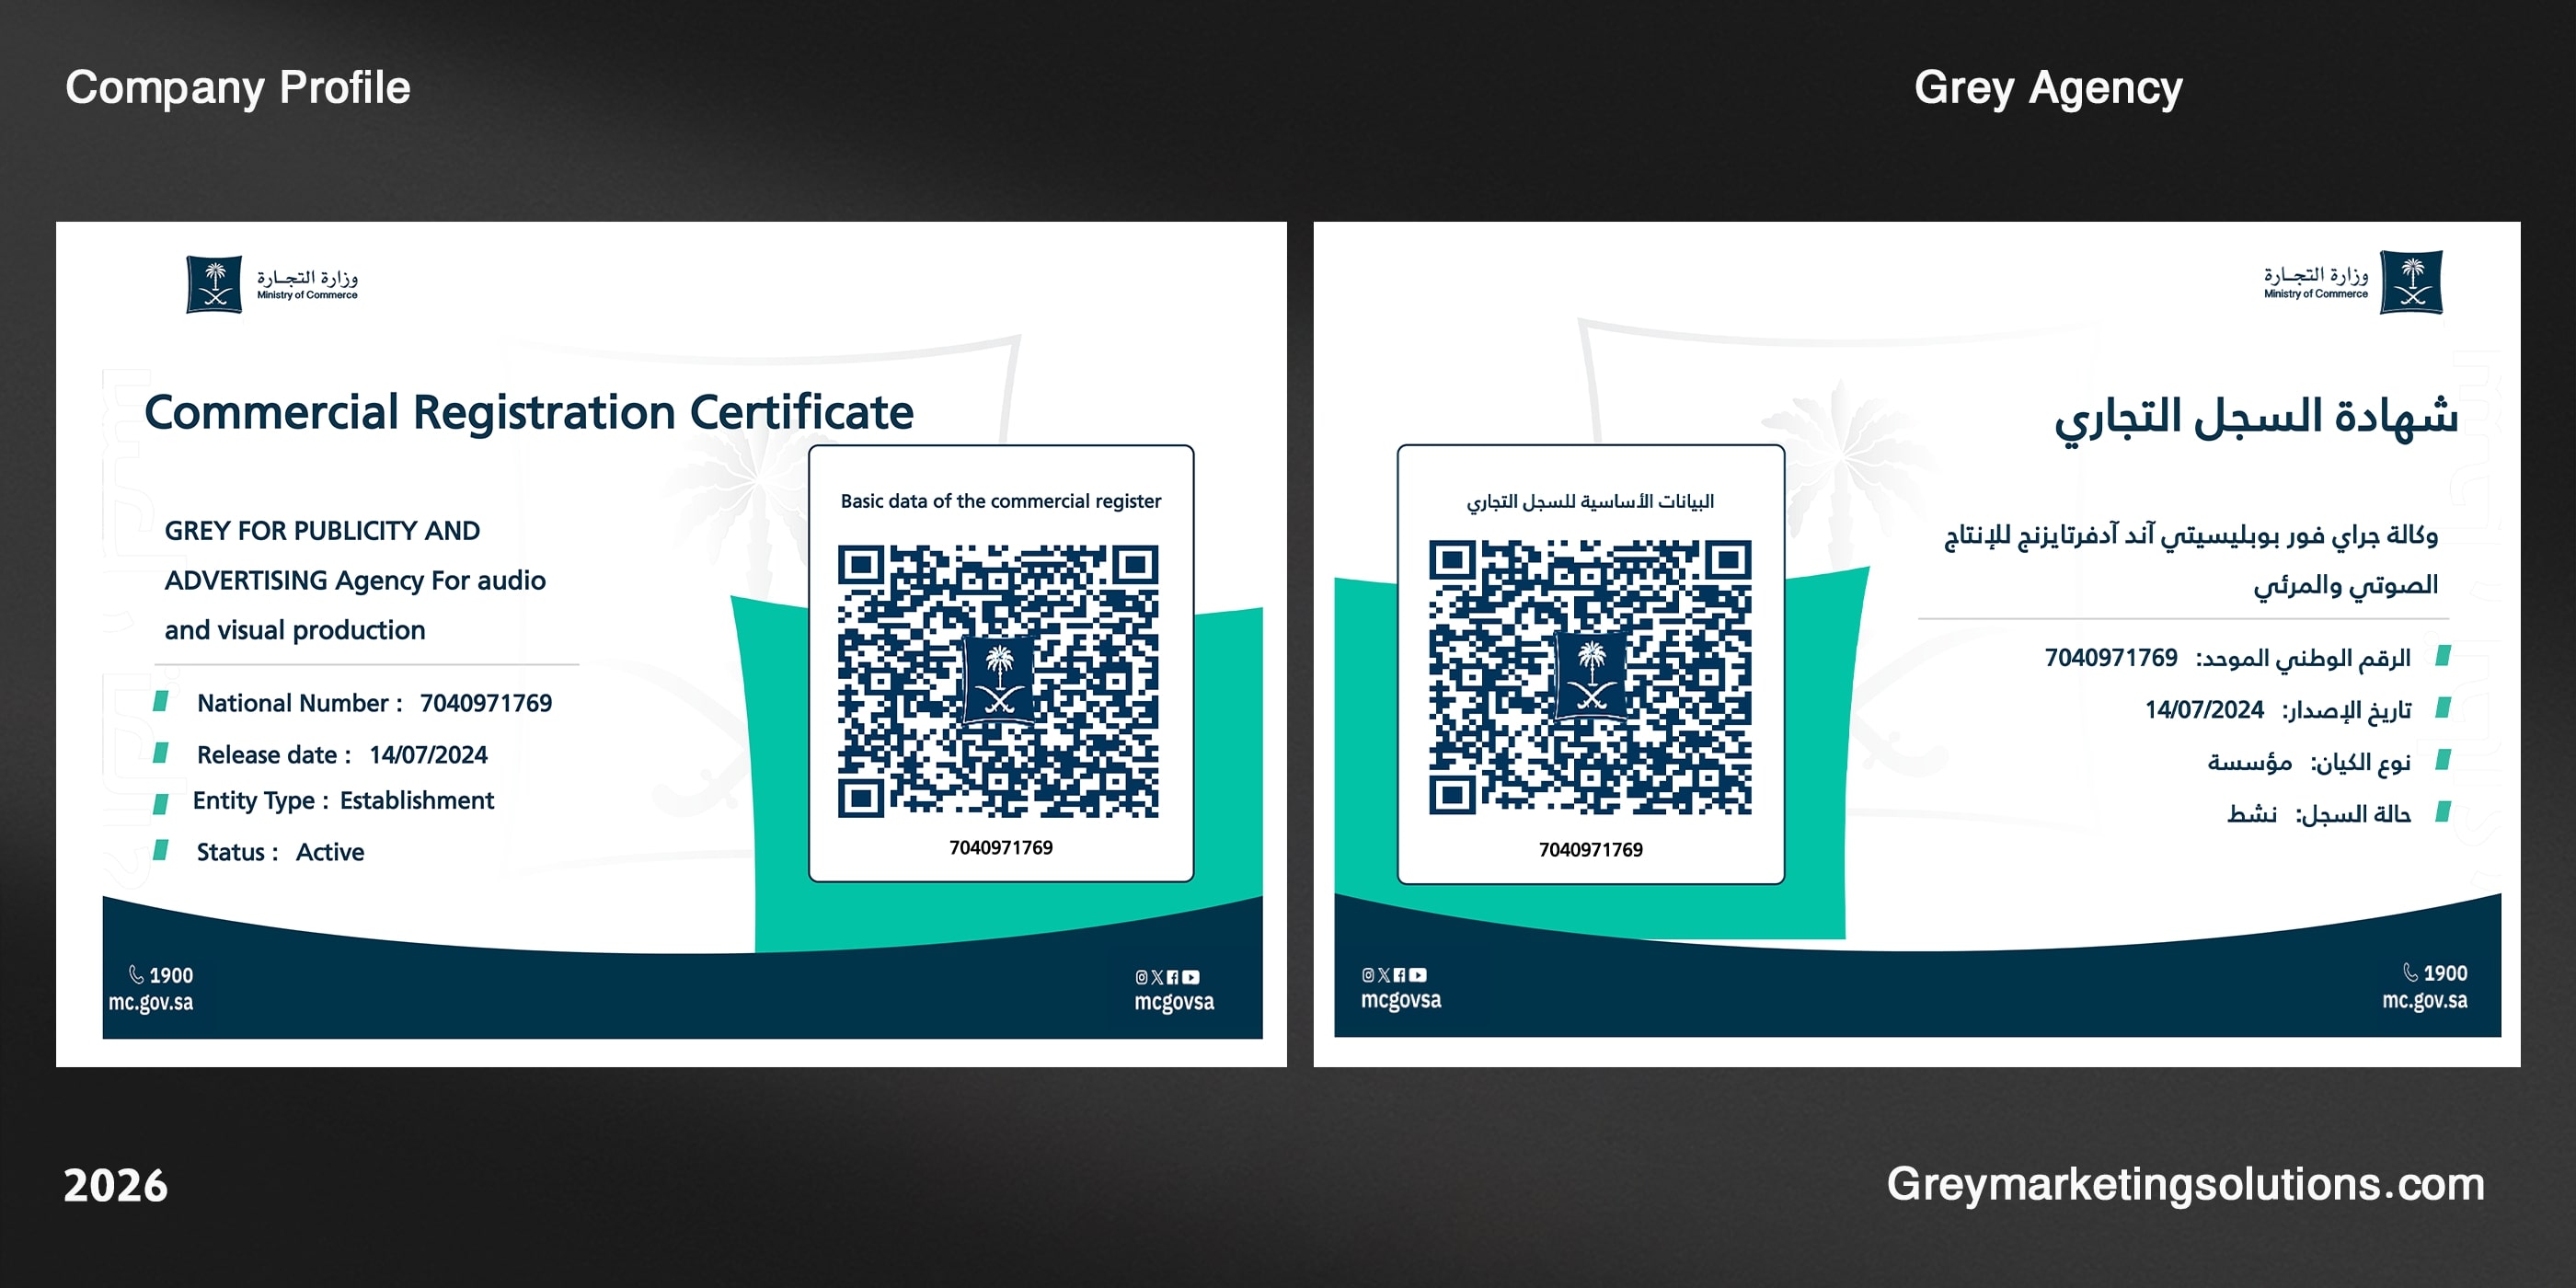 Company Profile
Grey Agency
وزارة التجـارة
Ministry of Commerce
Commercial Registration Certificate
GREY FOR PUBLICITY AND
ADVERTISING Agency For audio
and visual production
National Number : 7040971769
Release date : 14/07/2024
Entity Type : Establishment
Status : Active
Basic data of the commercial register
7040971769
1900
mc.gov.sa
mcgovsa
وزارة التجـارة
Ministry of Commerce
شهادة السجل التجاري
وكالة جراي فور بوبليسيتي آند آدفرتايزنج للإنتاج
الصوتي والمرئي
الرقم الوطني الموحد: 7040971769
تاريخ الإصدار: 14/07/2024
نوع الكيان: مؤسسة
حالة السجل: نشط
البيانات الأساسية للسجل التجاري
7040971769
mcgovsa
1900
mc.gov.sa
2026
Greymarketingsolutions.com